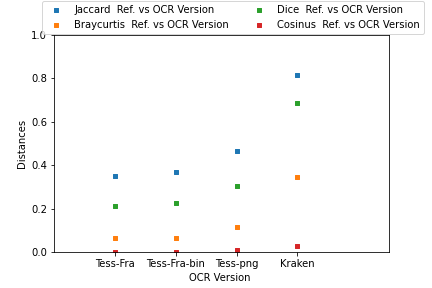 Jaccard Ref. vs OCR Version
Dice Ref. vs OCR Version
Braycurtis Ref. vs OCR Version
Cosinus Ref. vs OCR Version
1.0
0.8
0.6
0.4
0.2
0.0
Distances
Tess-Fra
Tess-Fra-bin
Tess-png
Kraken
OCR Version